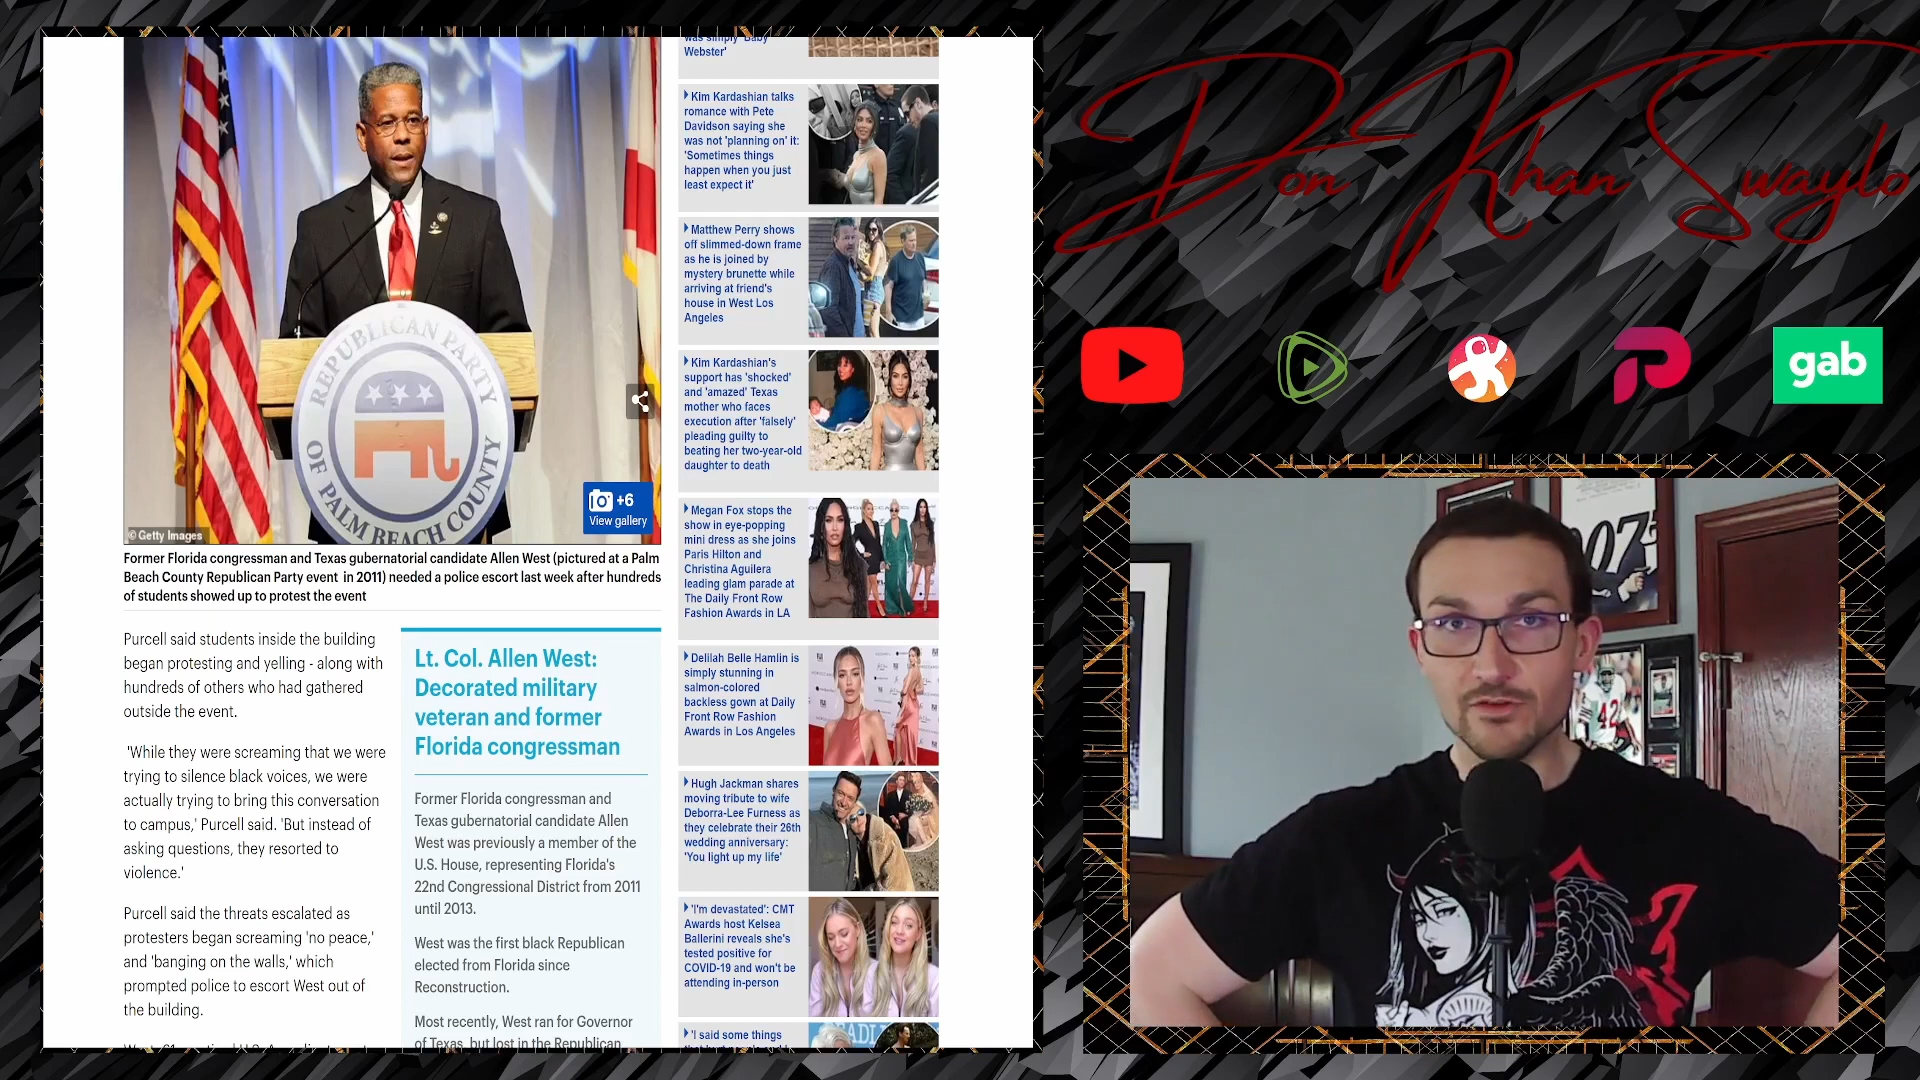 REPUBLICAN PARTY
OF PALM BEACH COUNTY
© Getty Images
+6
View gallery
Former Florida congressman and Texas gubernatorial candidate Allen West (pictured at a Palm
Beach County Republican Party event in 2011) needed a police escort last week after hundreds
of students showed up to protest the event
Purcell said students inside the building
began protesting and yelling - along with
hundreds of others who had gathered
outside the event.
'While they were screaming that we were
trying to silence black voices, we were
actually trying to bring this conversation
to campus,' Purcell said. 'But instead of
asking questions, they resorted to
violence.'
Purcell said the threats escalated as
protesters began screaming 'no peace,'
and 'banging on the walls,' which
prompted police to escort West out of
the building.
Lt. Col. Allen West:
Decorated military
veteran and former
Florida congressman
Former Florida congressman and
Texas gubernatorial candidate Allen
West was previously a member of the
U.S. House, representing Florida's
22nd Congressional District from 2011
until 2013.
West was the first black Republican
elected from Florida since
Reconstruction.
Most recently, West ran for Governor
of Texas, but lost in the Republican
was simply 'Baby
Webster'
Kim Kardashian talks
romance with Pete
Davidson saying she
was not 'planning on' it:
'Sometimes things
happen when you just
least expect it'
Matthew Perry shows
off slimmed-down frame
as he is joined by
mystery brunette while
arriving at friend's
house in West Los
Angeles
Kim Kardashian's
support has 'shocked'
and 'amazed' Texas
mother who faces
execution after 'falsely'
pleading guilty to
beating her two-year-old
daughter to death
Megan Fox stops the
show in eye-popping
mini dress as she joins
Paris Hilton and
Christina Aguilera
leading glam parade at
The Daily Front Row
Fashion Awards in LA
Delilah Belle Hamlin is
simply stunning in
salmon-colored
backless gown at Daily
Front Row Fashion
Awards in Los Angeles
Hugh Jackman shares
moving tribute to wife
Deborra-Lee Furness as
they celebrate their 26th
wedding anniversary:
'You light up my life'
'I'm devastated': CMT
Awards host Kelsea
Ballerini reveals she's
tested positive for
COVID-19 and won't be
attending in-person
'I said some things
Don Khan Swaylo
gab
007
42